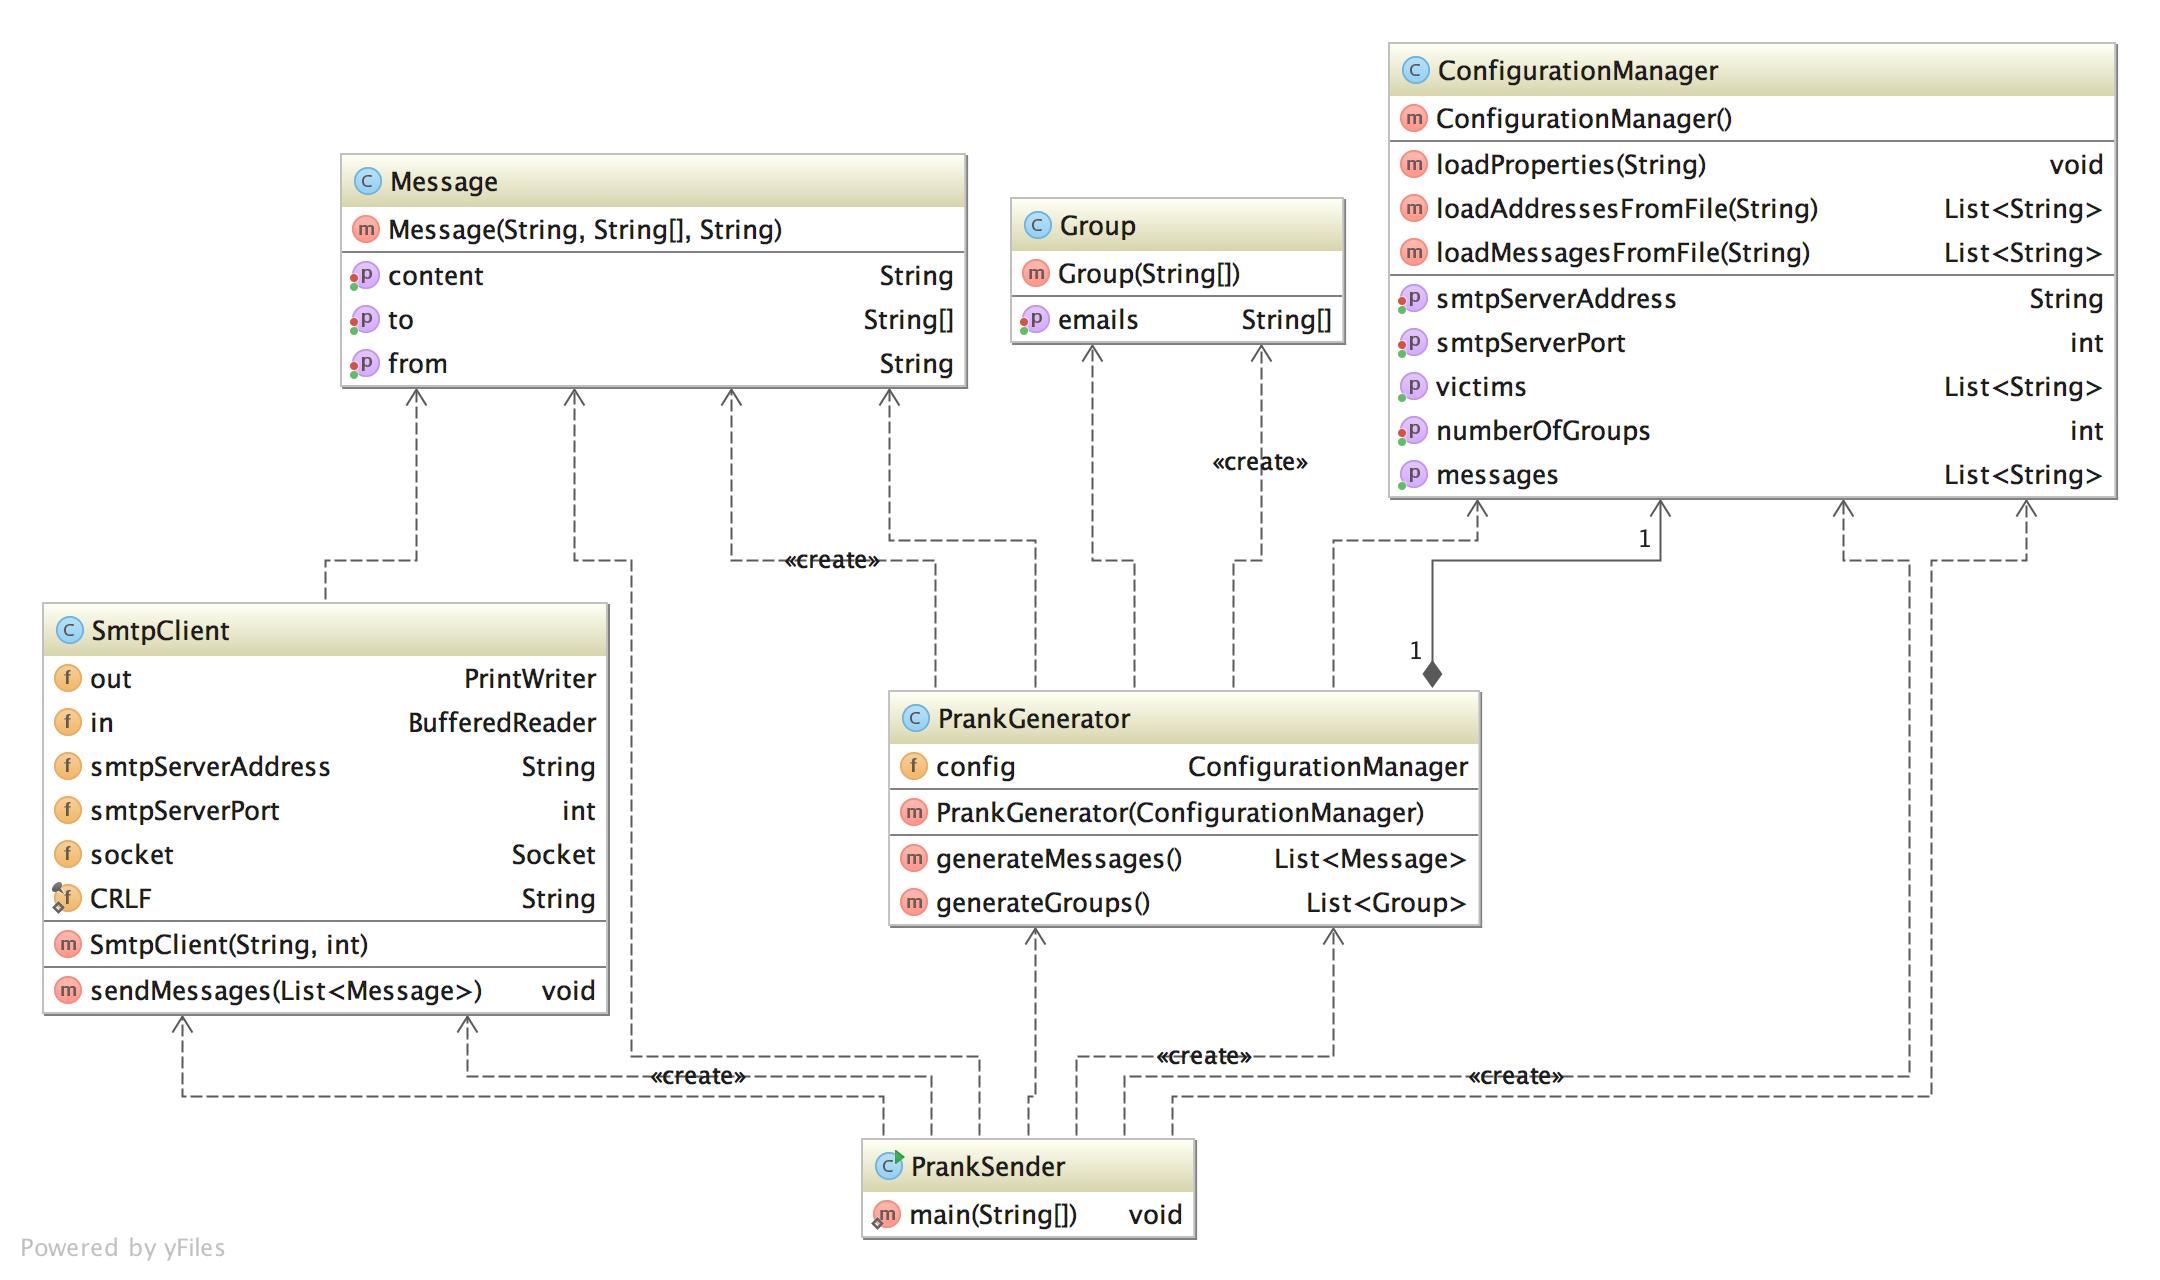 C ConfigurationManager
m ConfigurationManager()
m loadProperties(String) void
m loadAddressesFromFile(String) List<String>
m loadMessagesFromFile(String) List<String>
p smtpServerAddress String
p smtpServerPort int
p victims List<String>
p numberOfGroups int
p messages List<String>
C Message
m Message(String, String[], String)
p content String
p to String[]
p from String
C Group
m Group(String[])
p emails String[]
«create»
«create»
1
1
C SmtpClient
f out PrintWriter
f in BufferedReader
f smtpServerAddress String
f smtpServerPort int
f socket Socket
f CRLF String
m SmtpClient(String, int)
m sendMessages(List<Message>) void
C PrankGenerator
f config ConfigurationManager
m PrankGenerator(ConfigurationManager)
m generateMessages() List<Message>
m generateGroups() List<Group>
«create»
«create»
«create»
C PrankSender
m main(String[]) void
Powered by yFiles